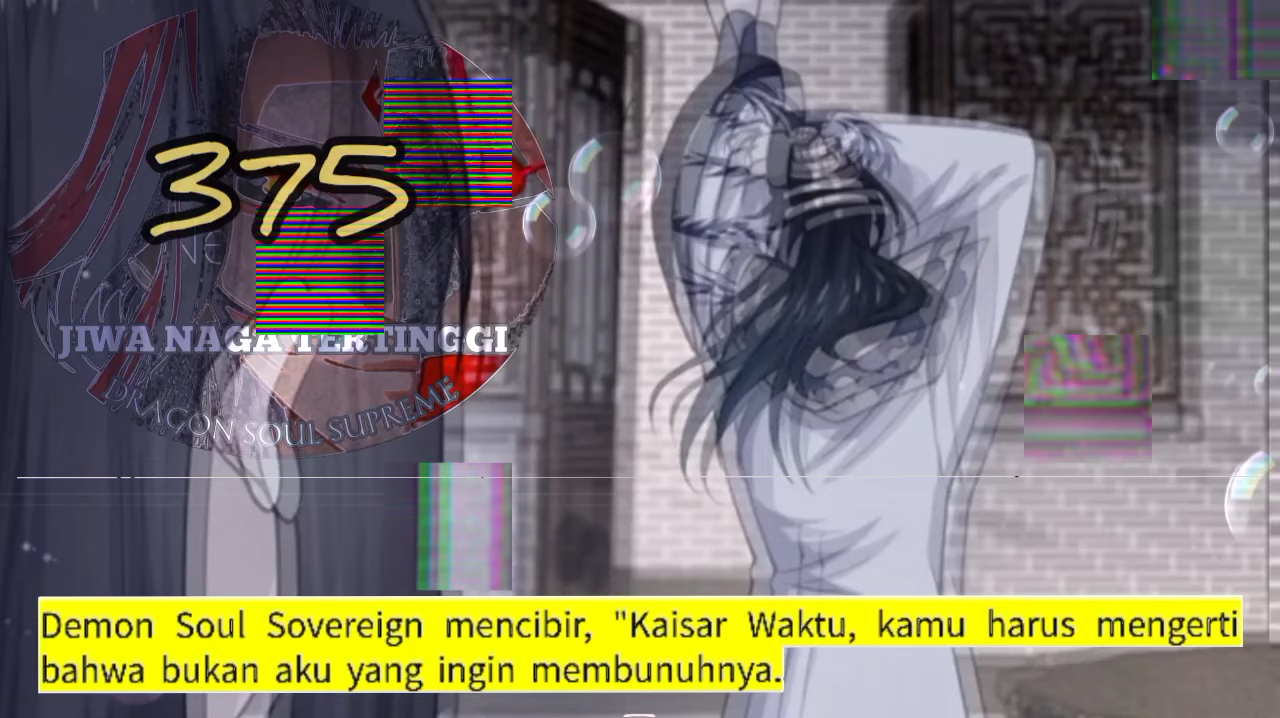 375
JIWA NAGA TERTINGGI
DRAGON SOUL SUPREME
Demon Soul Sovereign mencibir, "Kaisar Waktu, kamu harus mengerti
bahwa bukan aku yang ingin membunuhnya.